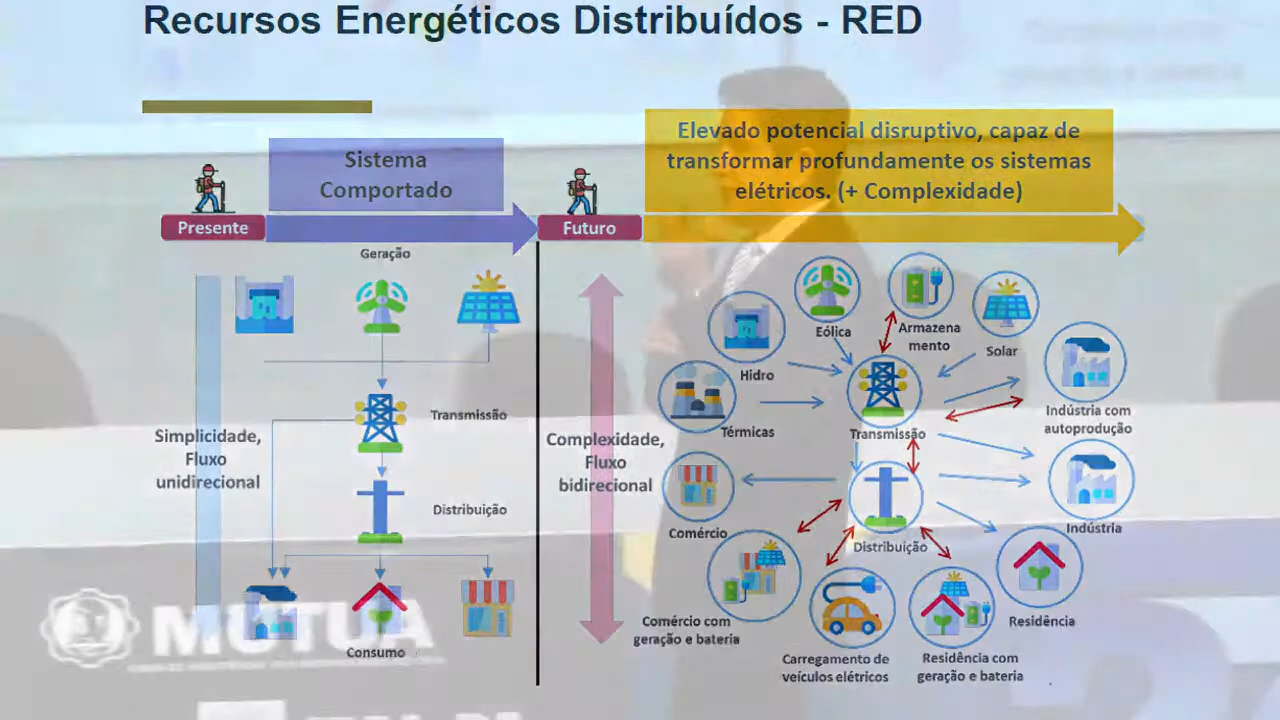 Recursos Energéticos Distribuídos - RED
Sistema
Comportado
Elevado potencial disruptivo, capaz de
transformar profundamente os sistemas
elétricos. (+ Complexidade)
Presente
Futuro
Geração
Transmissão
Simplicidade,
Fluxo
unidirecional
Distribuição
Consumo
Complexidade,
Fluxo
bidirecional
Eólica
Armazena
mento
Solar
Hidro
Térmicas
Transmissão
Indústria com
autoprodução
Comércio
Indústria
Distribuição
Residência
Comércio com
geração e bateria
Carregamento de
veículos elétricos
Residência com
geração e bateria
MUTUA